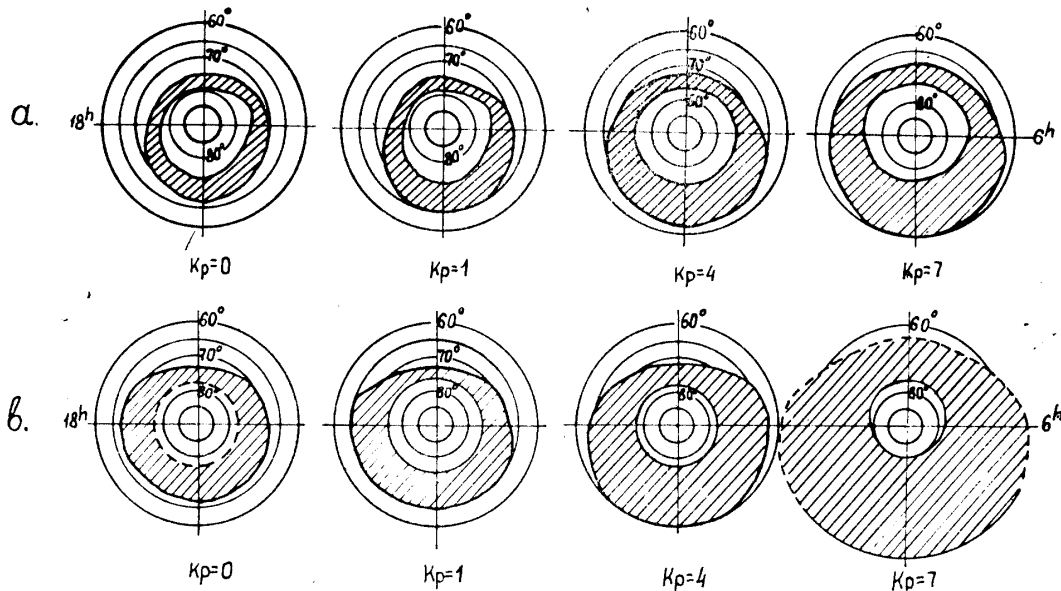 60° 60° 60° 60°
70° 70° 70°
a. 18ʰ 80° 80° 80° 80° 6ʰ
Kp=0 Kp=1 Kp=4 Kp=7
60° 60° 60° 60°
70° 70°
в. 18ʰ 80° 80° 80° 80° 6ʰ
Kp=0 Kp=1 Kp=4 Kp=7